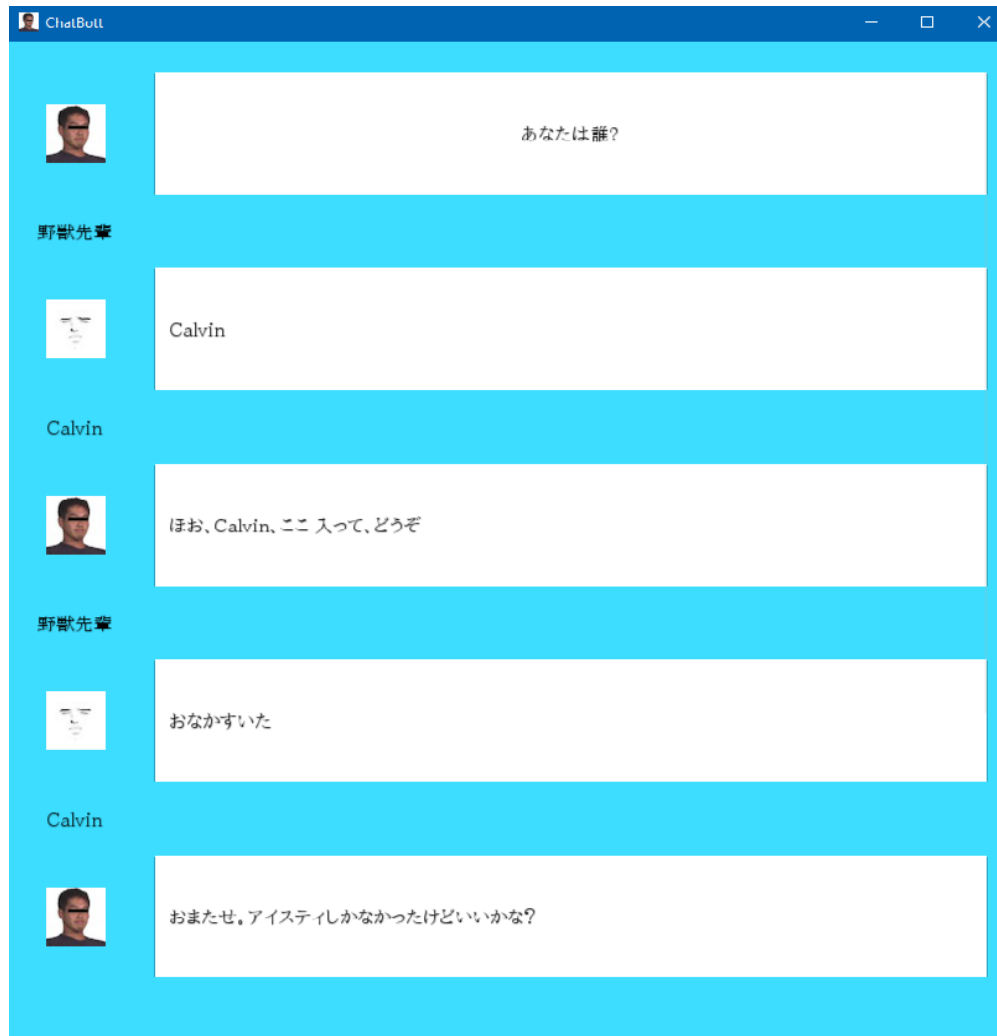 ChatButt
あなたは誰?
野獣先輩
Calvin
Calvin
ほお、Calvin、ここ 入って、どうぞ
野獣先輩
おなかすいた
Calvin
おまたせ。アイスティしかなかったけどいいかな?